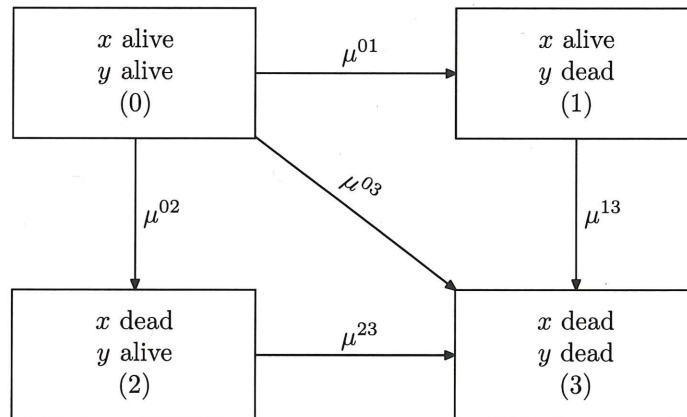 x alive
y alive
(0)
μ⁰¹
x alive
y dead
(1)
μ⁰²
μ⁰³
μ¹³
x dead
y alive
(2)
μ²³
x dead
y dead
(3)